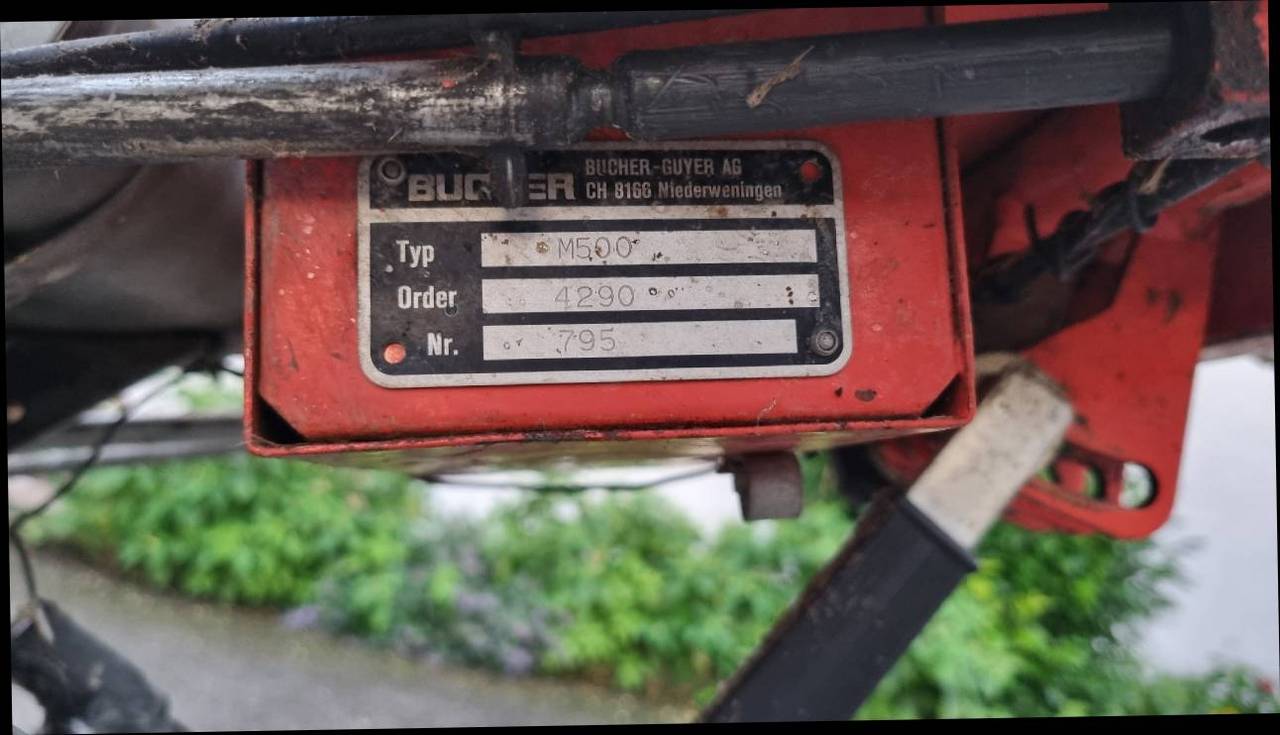 BUCHER BUCHER-GUYER AG
CH 8166 Niederweningen
Typ M500
Order 4290
Nr. 795